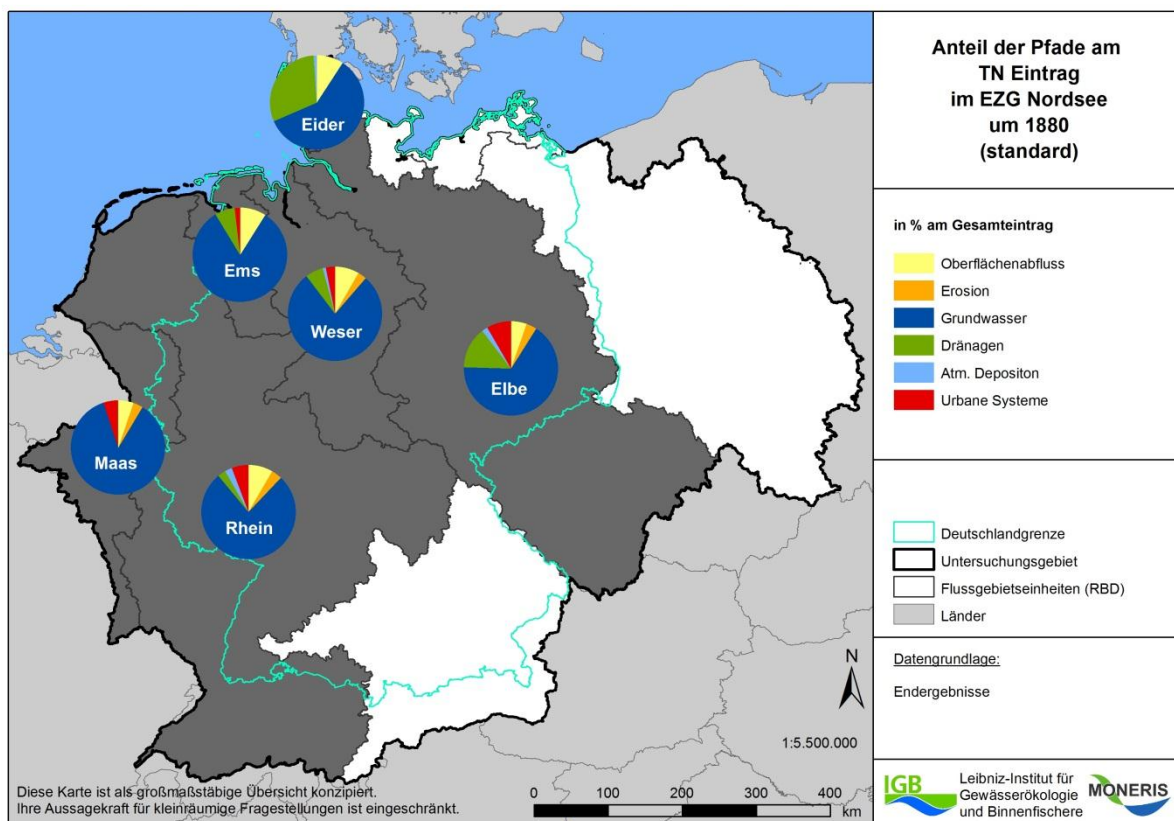 Anteil der Pfade am
TN Eintrag
im EZG Nordsee
um 1880
(standard)
in % am Gesamteintrag
Oberflächenabfluss
Erosion
Grundwasser
Dränagen
Atm. Depositon
Urbane Systeme
Deutschlandgrenze
Untersuchungsgebiet
Flussgebietseinheiten (RBD)
Länder
Datengrundlage:
Endergebnisse
IGB
Leibniz-Institut für
Gewässerökologie
und Binnenfischere
MONERIS
Eider
Ems
Weser
Elbe
Maas
Rhein
N
1:5.500.000
Diese Karte ist als großmaßstäbige Übersicht konzipiert.
Ihre Aussagekraft für kleinräumige Fragestellungen ist eingeschränkt.
0 100 200 300 400
km